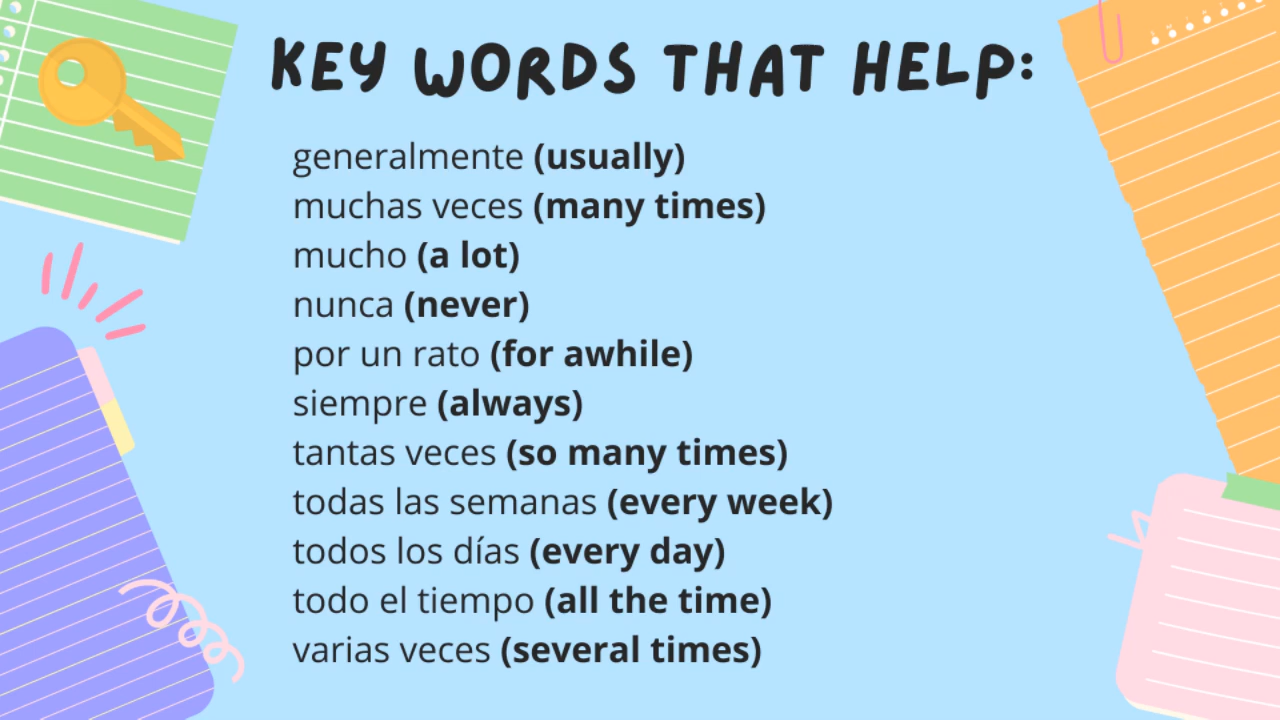 KEY WORDS THAT HELP:
generalmente (usually)
muchas veces (many times)
mucho (a lot)
nunca (never)
por un rato (for awhile)
siempre (always)
tantas veces (so many times)
todas las semanas (every week)
todos los días (every day)
todo el tiempo (all the time)
varias veces (several times)